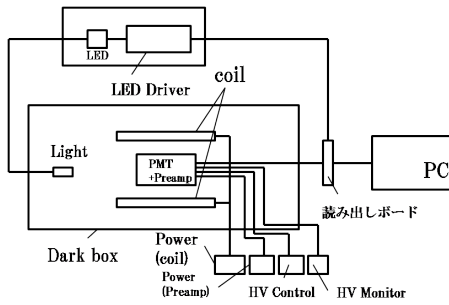 LED
LED Driver
coil
Light
PMT
+Preamp
PC
読み出しボード
Dark box
Power
(coil)
Power
(Preamp)
HV Control
HV Monitor